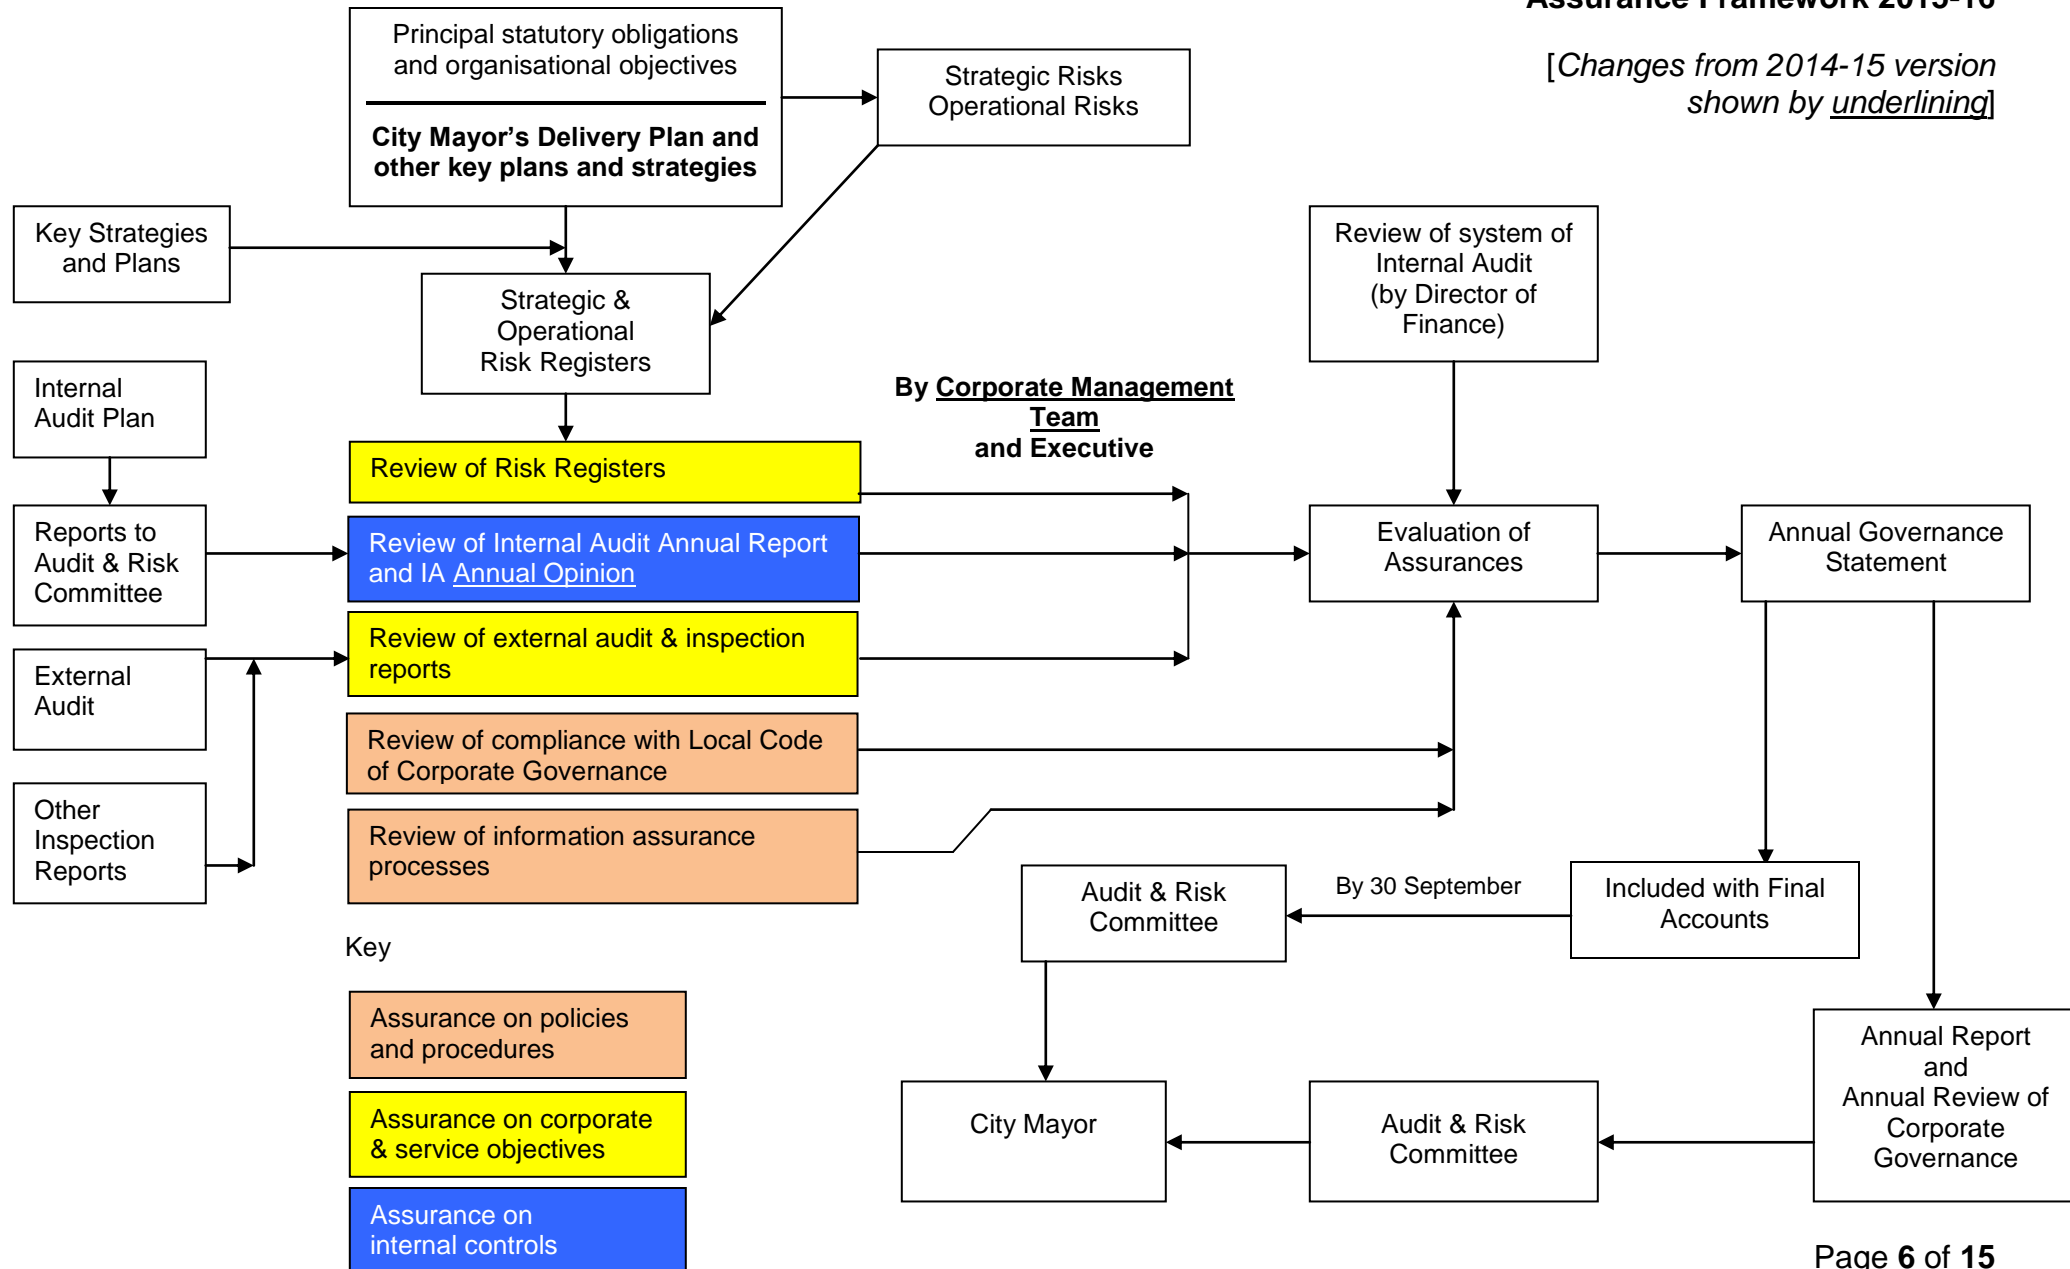 Assurance Framework 2015-16
[Changes from 2014-15 version
shown by underlining]
Principal statutory obligations
and organisational objectives
City Mayor’s Delivery Plan and
other key plans and strategies
Strategic Risks
Operational Risks
Key Strategies
and Plans
Strategic &
Operational
Risk Registers
Review of system of
Internal Audit
(by Director of
Finance)
Internal
Audit Plan
By Corporate Management
Team
and Executive
Review of Risk Registers
Reports to
Audit & Risk
Committee
Review of Internal Audit Annual Report
and IA Annual Opinion
Evaluation of
Assurances
Annual Governance
Statement
External
Audit
Review of external audit & inspection
reports
Review of compliance with Local Code
of Corporate Governance
Other
Inspection
Reports
Review of information assurance
processes
Audit & Risk
Committee
By 30 September
Included with Final
Accounts
Key
Assurance on policies
and procedures
Assurance on corporate
& service objectives
Assurance on
internal controls
City Mayor
Audit & Risk
Committee
Annual Report
and
Annual Review of
Corporate
Governance
Page 6 of 15